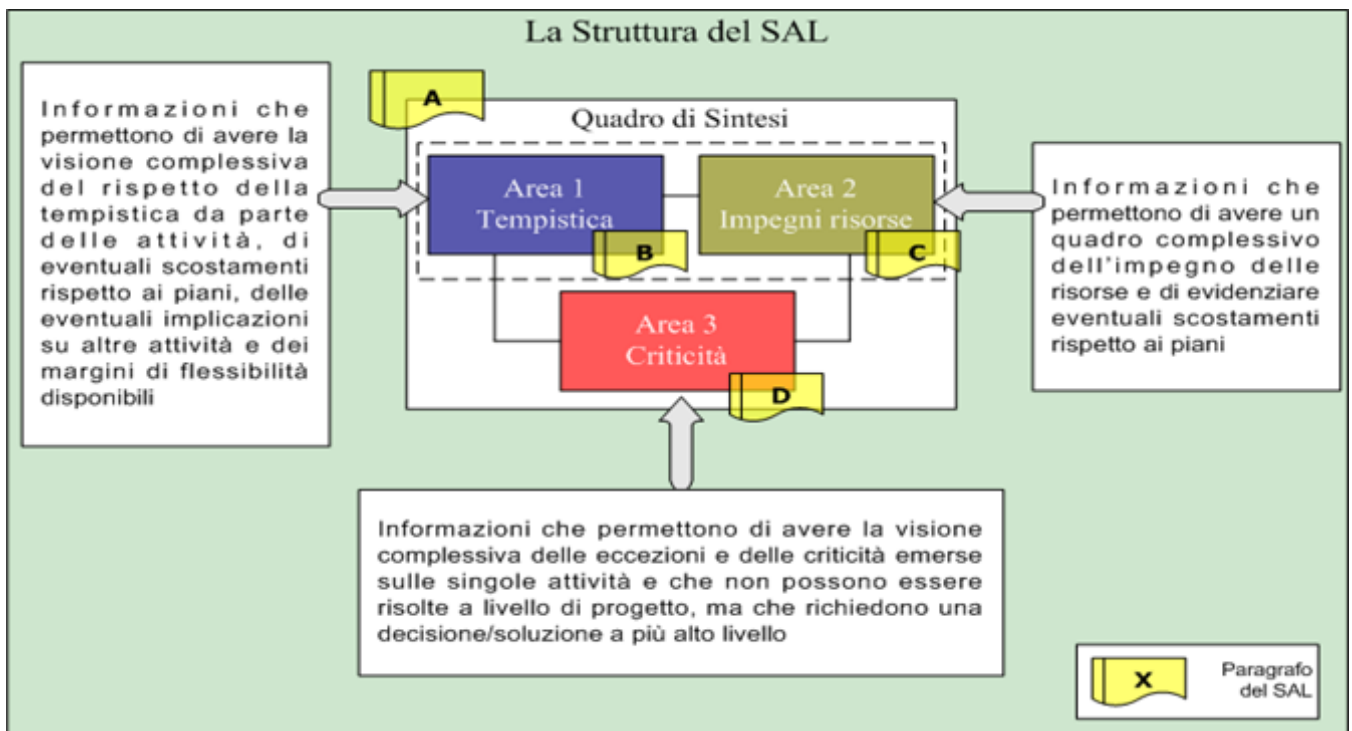 La Struttura del SAL
Informazioni che
permettono di avere la
visione complessiva
del rispetto della
tempistica da parte
delle attività, di
eventuali scostamenti
rispetto ai piani, delle
eventuali implicazioni
su altre attività e dei
margini di flessibilità
disponibili
A
Quadro di Sintesi
Area 1
Tempistica
B
Area 2
Impegni risorse
C
Area 3
Criticità
D
Informazioni che
permettono di avere un
quadro complessivo
dell'impegno delle
risorse e di evidenziare
eventuali scostamenti
rispetto ai piani
Informazioni che permettono di avere la visione
complessiva delle eccezioni e delle criticità emerse
sulle singole attività e che non possono essere
risolte a livello di progetto, ma che richiedono una
decisione/soluzione a più alto livello
X
Paragrafo
del SAL